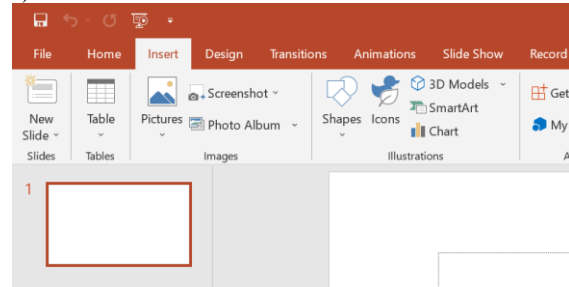 File Home Insert Design Transitions Animations Slide Show Record
New Slide Table Pictures Screenshot Photo Album Shapes Icons 3D Models SmartArt Chart Get My
Slides Tables Images Illustrations
1